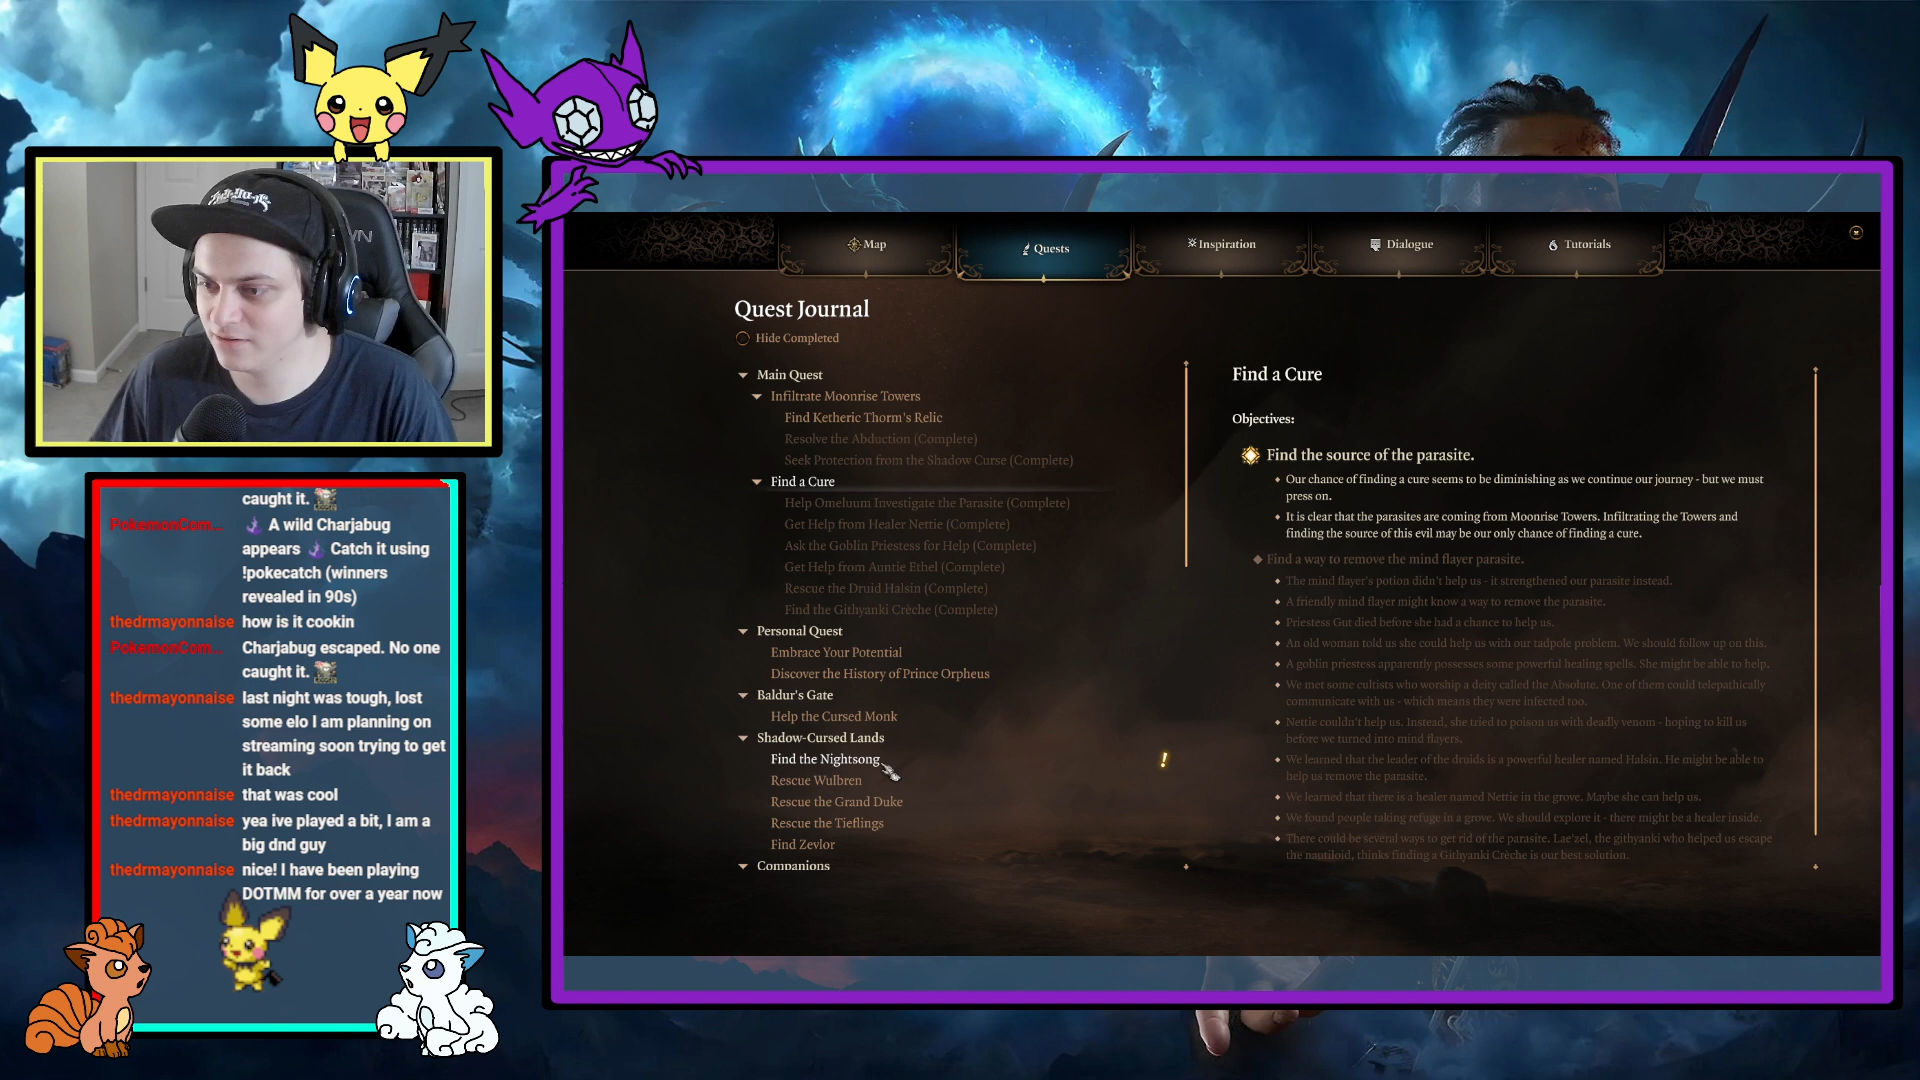 caught it.
PokemonCom... A wild Charjabug
appears Catch it using
!pokecatch (winners
revealed in 90s)
thedrmayonnaise how is it cookin
PokemonCom... Charjabug escaped. No one
caught it.
thedrmayonnaise last night was tough, lost
some elo I am planning on
streaming soon trying to get
it back
thedrmayonnaise that was cool
thedrmayonnaise yea ive played a bit, I am a
big dnd guy
thedrmayonnaise nice! I have been playing
DOTMM for over a year now
Map
Quests
Inspiration
Dialogue
Tutorials
Quest Journal
Hide Completed
Main Quest
Infiltrate Moonrise Towers
Find Ketheric Thorm's Relic
Resolve the Abduction (Complete)
Seek Protection from the Shadow Curse (Complete)
Find a Cure
Help Omeluum Investigate the Parasite (Complete)
Get Help from Healer Nettie (Complete)
Ask the Goblin Priestess for Help (Complete)
Get Help from Auntie Ethel (Complete)
Rescue the Druid Halsin (Complete)
Find the Githyanki Crèche (Complete)
Personal Quest
Embrace Your Potential
Discover the History of Prince Orpheus
Baldur's Gate
Help the Cursed Monk
Shadow-Cursed Lands
Find the Nightsong !
Rescue Wulbren
Rescue the Grand Duke
Rescue the Tieflings
Find Zevlor
Companions
Find a Cure
Objectives:
Find the source of the parasite.
Our chance of finding a cure seems to be diminishing as we continue our journey - but we must
press on.
It is clear that the parasites are coming from Moonrise Towers. Infiltrating the Towers and
finding the source of this evil may be our only chance of finding a cure.
Find a way to remove the mind flayer parasite.
The mind flayer's potion didn't help us - it strengthened our parasite instead.
A friendly mind flayer might know a way to remove the parasite.
Priestess Gut died before she had a chance to help us.
An old woman told us she could help us with our tadpole problem. We should follow up on this.
A goblin priestess apparently possesses some powerful healing spells. She might be able to help.
We met some cultists who worship a deity called the Absolute. One of them could telepathically
communicate with us - which means they were infected too.
Nettie couldn't help us. Instead, she tried to poison us with deadly venom - hoping to kill us
before we turned into mind flayers.
We learned that the leader of the druids is a powerful healer named Halsin. He might be able to
help us remove the parasite.
We learned that there is a healer named Nettie in the grove. Maybe she can help us.
We found people taking refuge in a grove. We should explore it - there might be a healer inside.
There could be several ways to get rid of the parasite. Lae'zel, the githyanki who helped us escape
the nautiloid, thinks finding a Githyanki Crèche is our best solution.